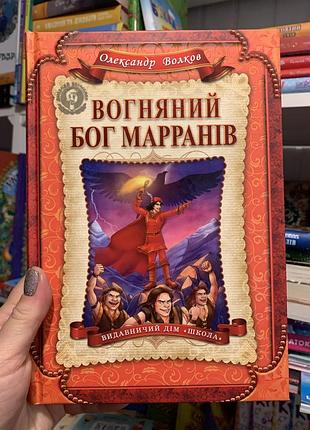 Олександр Волков
ВОГНЯНИЙ
БОГ МАРРАНІВ
ВИДАВНИЧИЙ ДІМ «ШКОЛА»